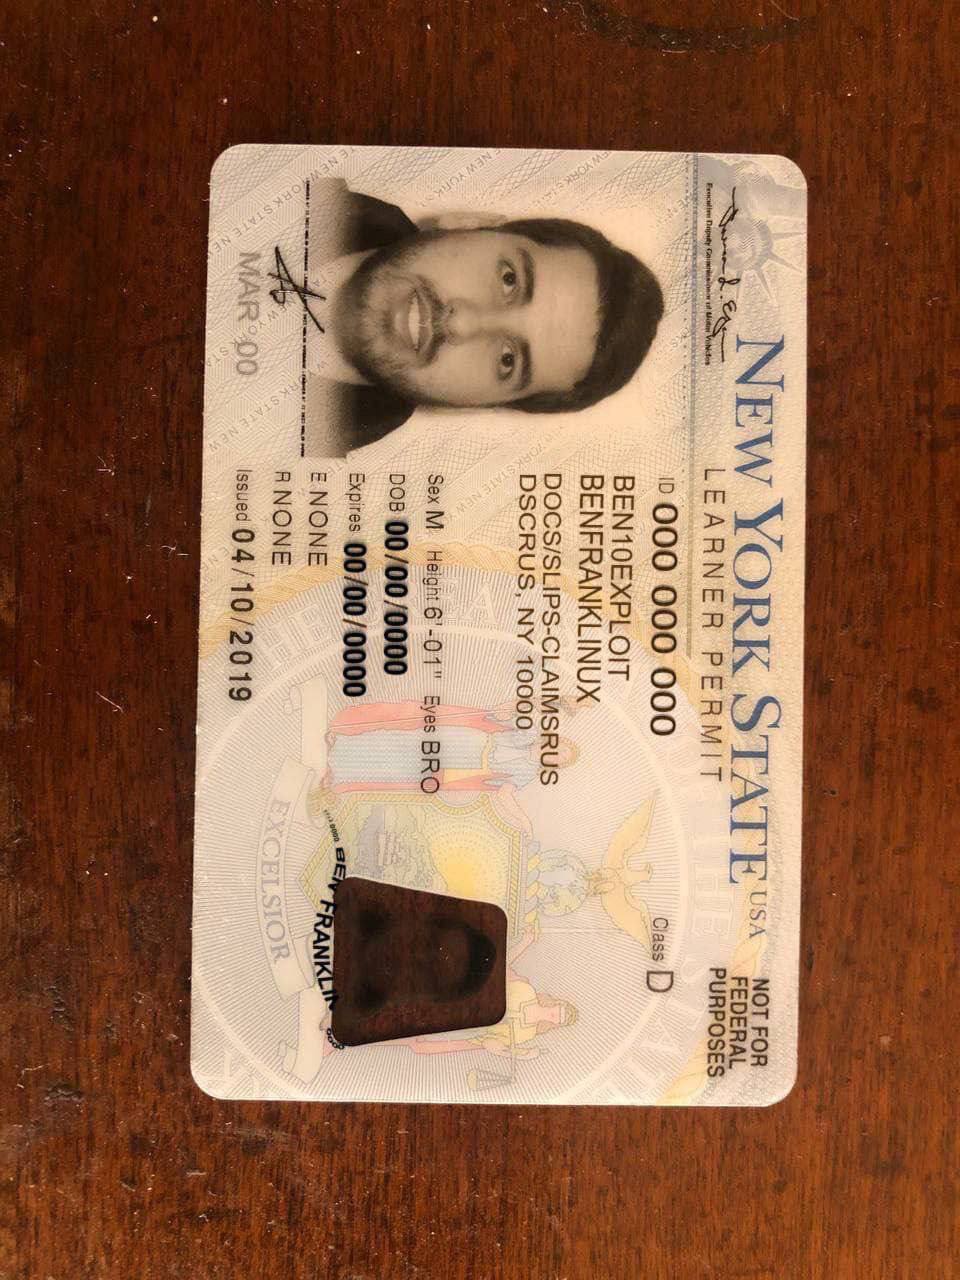 NEW YORK STATE USA
LEARNER PERMIT
NOT FOR
FEDERAL
PURPOSES
Executive Deputy Commissioner of Motor Vehicles
ID 000 000 000
Class D
BEN10EXPLOIT
BENFRANKLINUX
DOCS/SLIPS-CLAIMSRUS
DSCRUS, NY 10000
Sex M Height 6'-01" Eyes BRO
DOB 00/00/0000
Expires 00/00/0000
E NONE
R NONE
Issued 04/10/2019
MAR 00
BEN FRANKLIN
EXCELSIOR